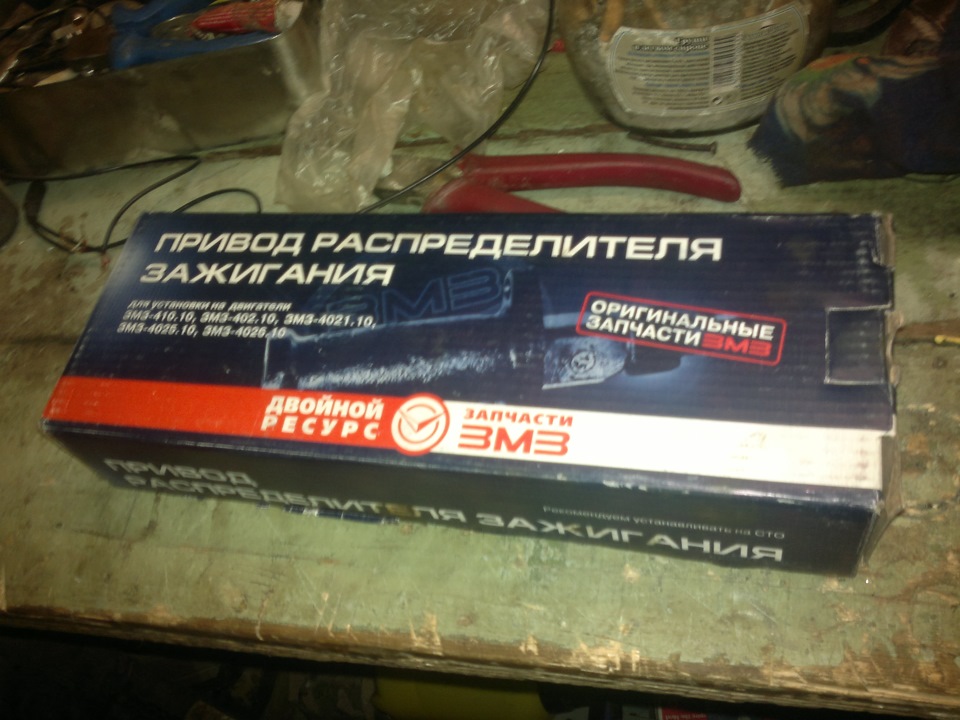 ПРИВОД РАСПРЕДЕЛИТЕЛЯ
ЗАЖИГАНИЯ
для установки на двигатели
ЗМЗ-410.10, ЗМЗ-402.10, ЗМЗ-4021.10,
ЗМЗ-4025.10, ЗМЗ-4026.10
ЗМЗ
ОРИГИНАЛЬНЫЕ
ЗАПЧАСТИ ЗМЗ
ДВОЙНОЙ
РЕСУРС
ЗАПЧАСТИ
ЗМЗ
ПРИВОД
РАСПРЕДЕЛИТЕЛЯ ЗАЖИГАНИЯ
Рекомендуем устанавливать на СТО